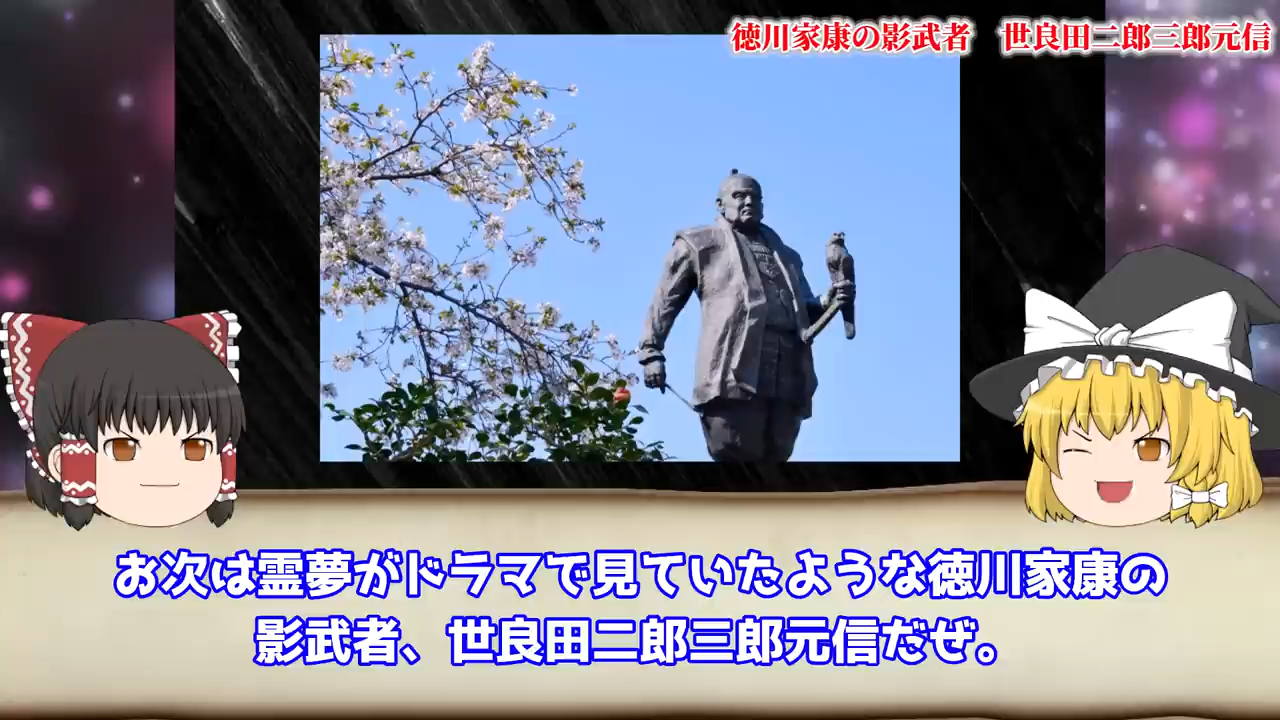 徳川家康の影武者　世良田二郎三郎元信
お次は霊夢がドラマで見ていたような徳川家康の
影武者、世良田二郎三郎元信だぜ。